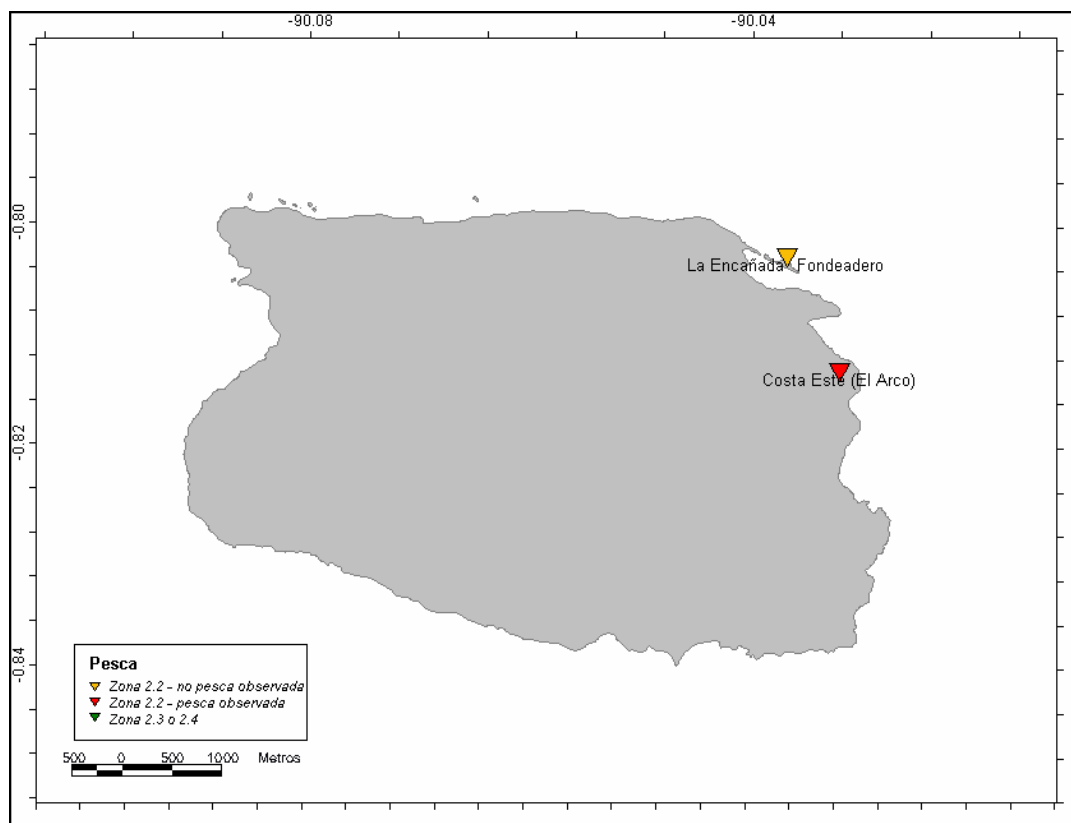 -90.08
-90.04
-0.80
La Encañada - Fondeadero
Costa Este (El Arco)
-0.82
-0.84
Pesca
Zona 2.2 - no pesca observada
Zona 2.2 - pesca observada
Zona 2.3 o 2.4
500 0 500 1000 Metros